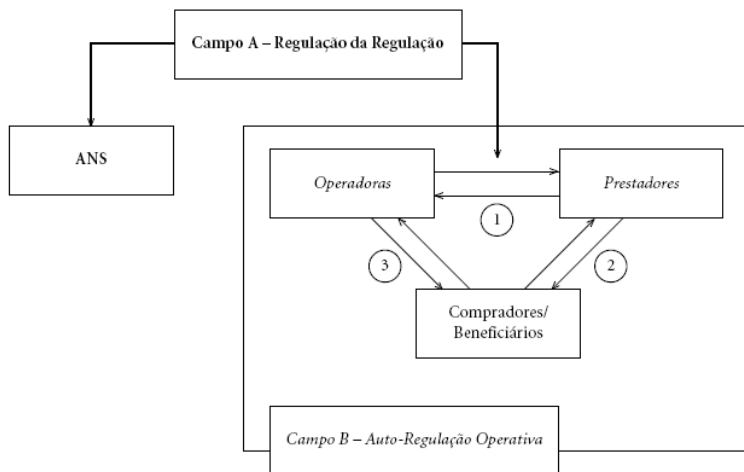 Campo A – Regulação da Regulação
ANS
Operadoras
Prestadores
1
3
2
Compradores/
Beneficiários
Campo B – Auto-Regulação Operativa